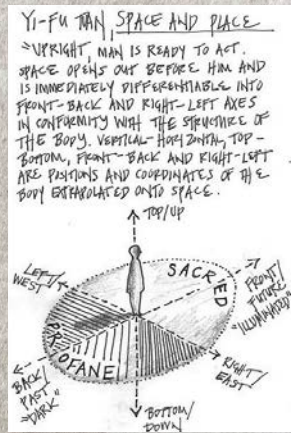 YI-FU TUAN, SPACE AND PLACE
"UPRIGHT, MAN IS READY TO ACT.
SPACE OPENS OUT BEFORE HIM AND
IS IMMEDIATELY DIFFERENTIABLE INTO
FRONT-BACK AND RIGHT-LEFT AXES
IN CONFORMITY WITH THE STRUCTURE OF
THE BODY. VERTICAL-HORIZONTAL, TOP-
BOTTOM, FRONT-BACK AND RIGHT-LEFT
ARE POSITIONS AND COORDINATES OF THE
BODY EXTRAPOLATED ONTO SPACE.
TOP/UP
LEFT/
WEST
SACRED
FRONT/
FUTURE
"ILLUMINATED"
PROFANE
BACK/
PAST
"DARK"
RIGHT/
EAST
BOTTOM/
DOWN